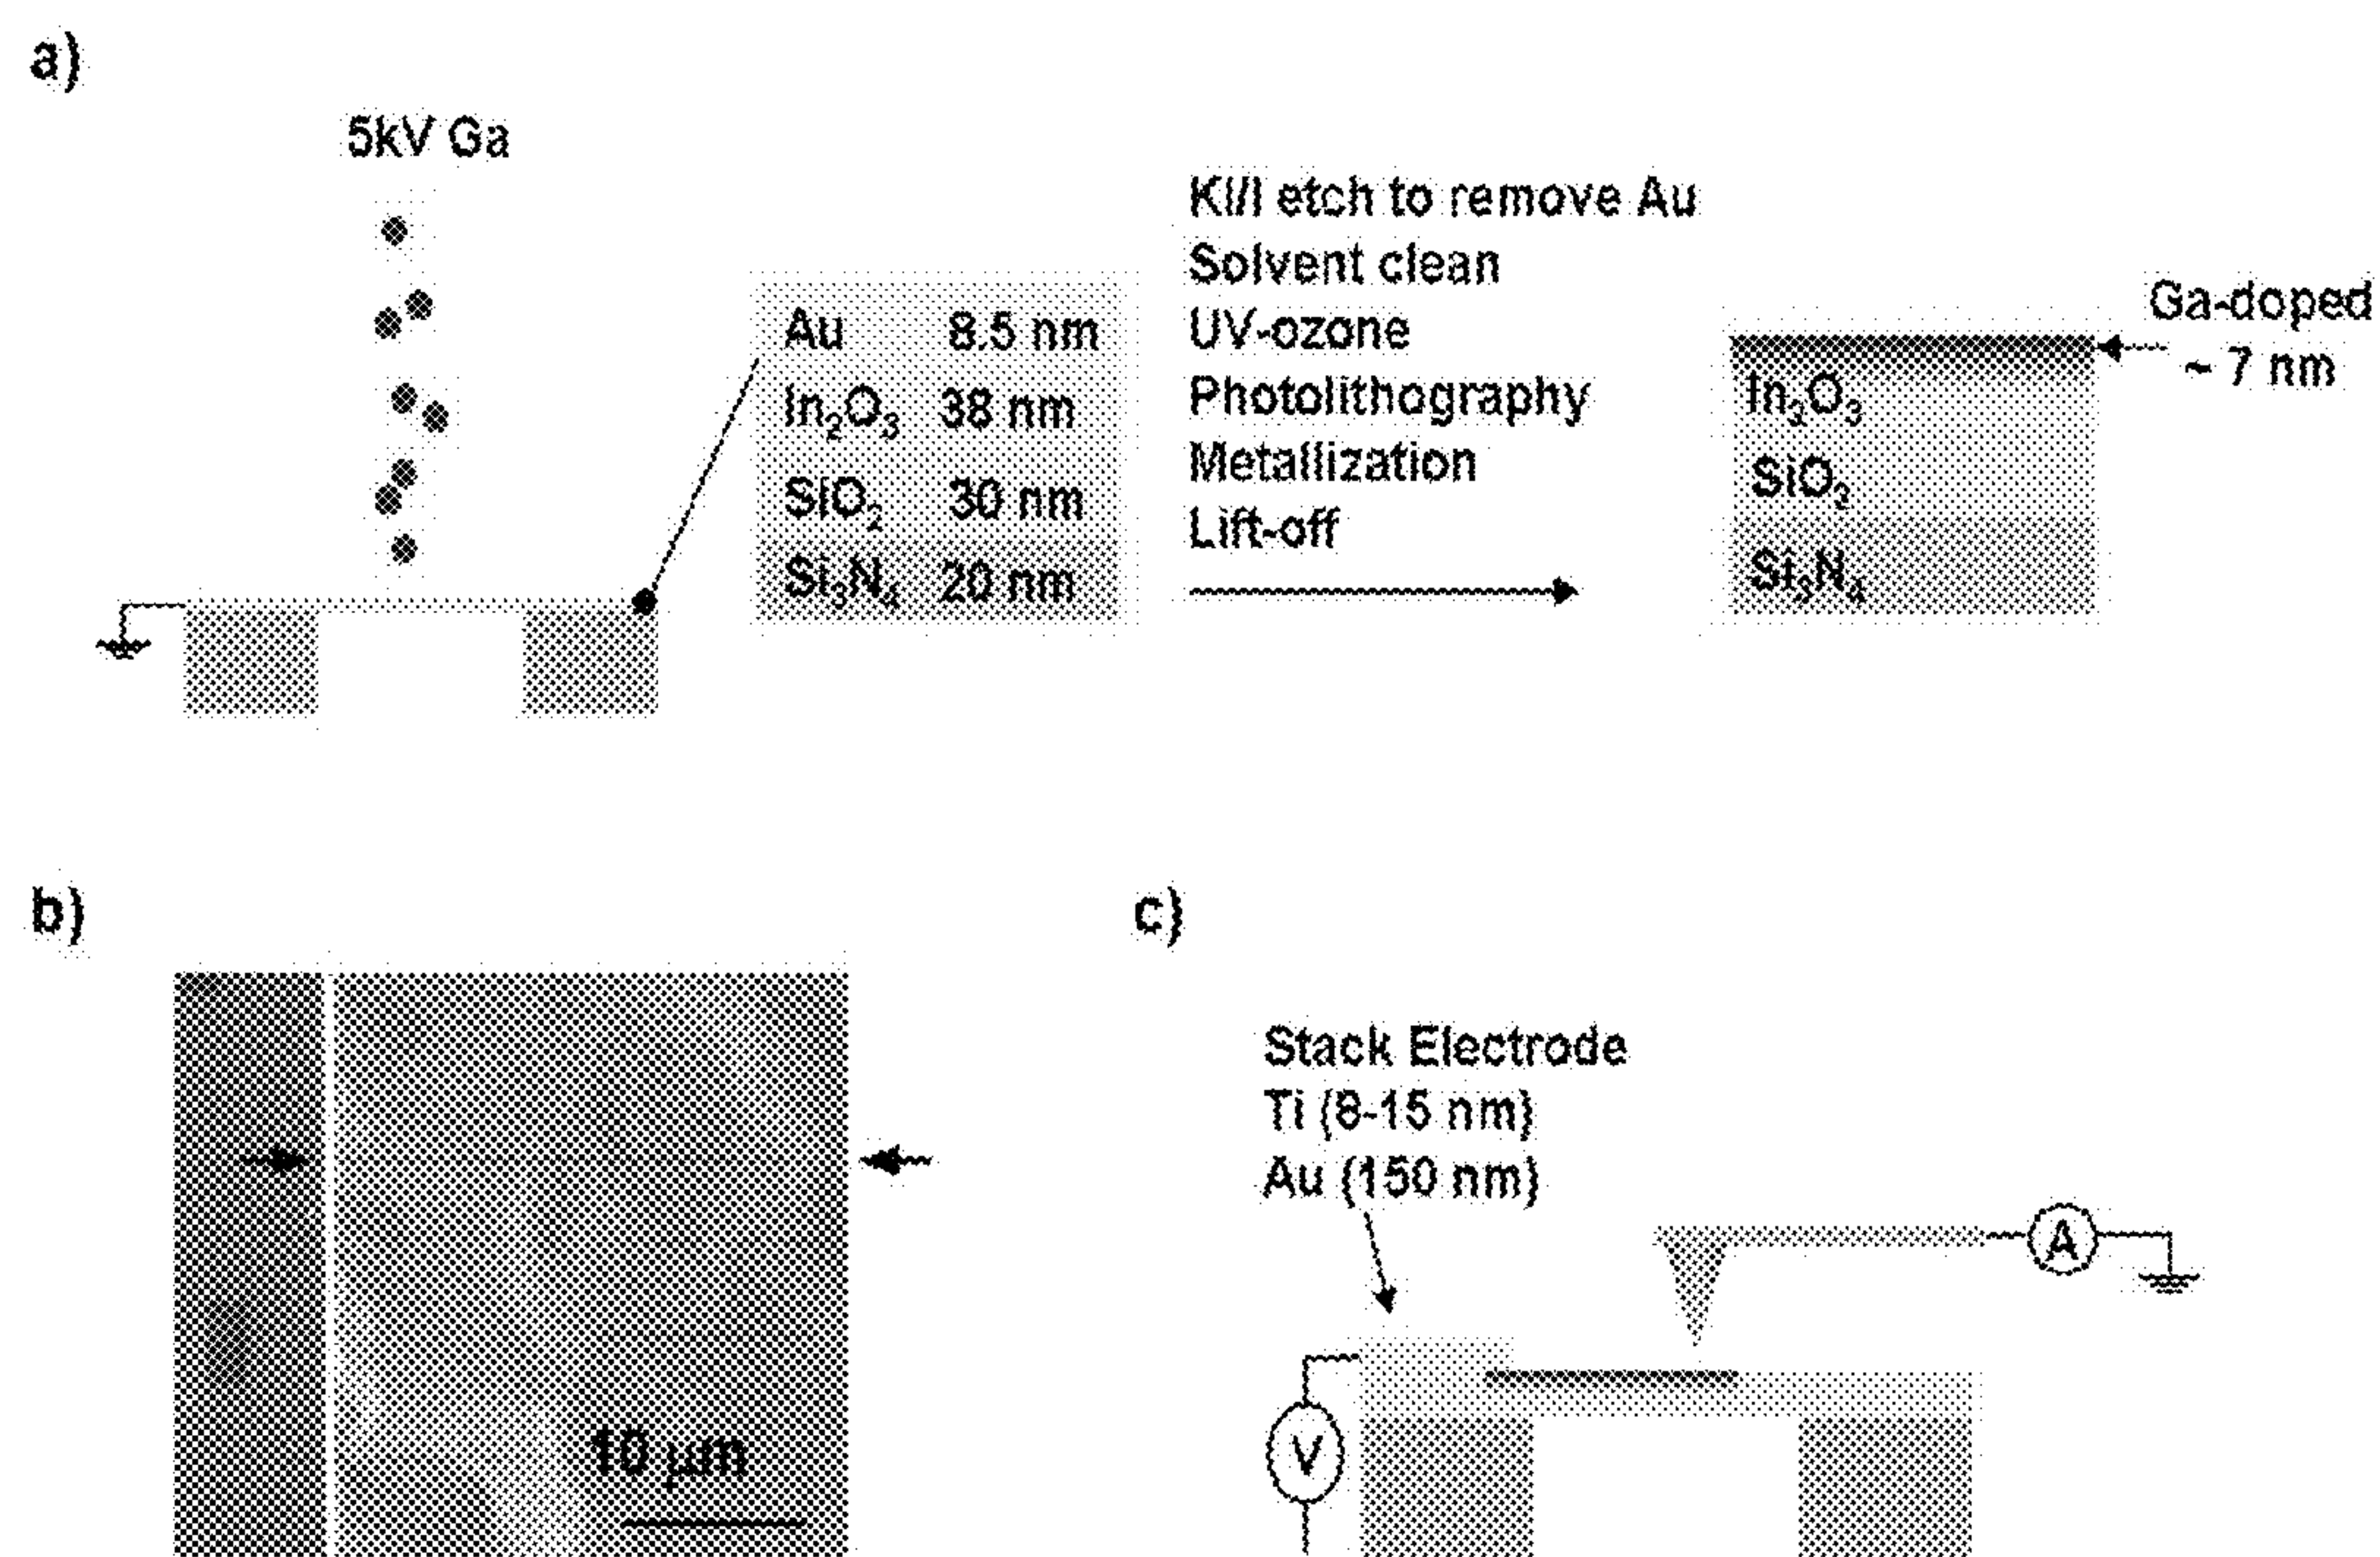 a)
5kV Ga
Au 8.5 nm
In₂O₃ 38 nm
SiO₂ 30 nm
Si₃N₄ 20 nm
KI/I etch to remove Au
Solvent clean
UV-ozone
Photolithography
Metallization
Lift-off
Ga-doped
~ 7 nm
In₂O₃
SiO₂
Si₃N₄
b)
10 µm
c)
Stack Electrode
Ti (8-15 nm)
Au (150 nm)
A
V